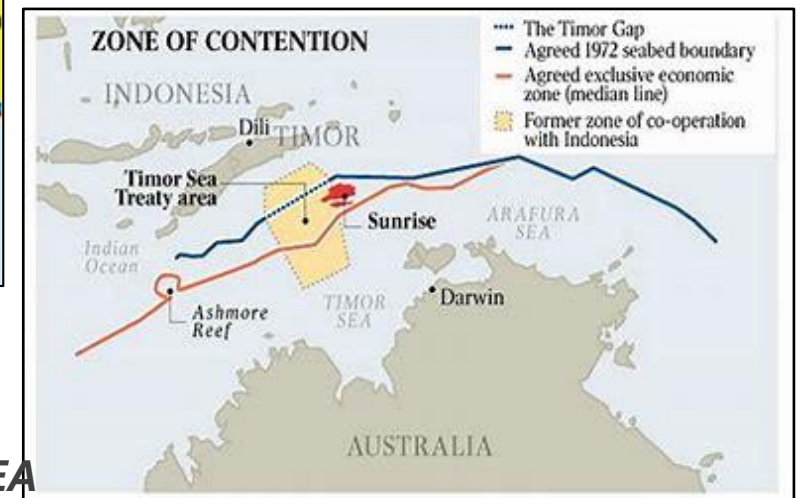 ZONE OF CONTENTION
The Timor Gap
Agreed 1972 seabed boundary
Agreed exclusive economic
zone (median line)
Former zone of co-operation
with Indonesia
INDONESIA
Dili
TIMOR
Timor Sea
Treaty area
Sunrise
ARAFURA
SEA
Indian
Ocean
Ashmore
Reef
TIMOR
SEA
Darwin
AUSTRALIA
EA